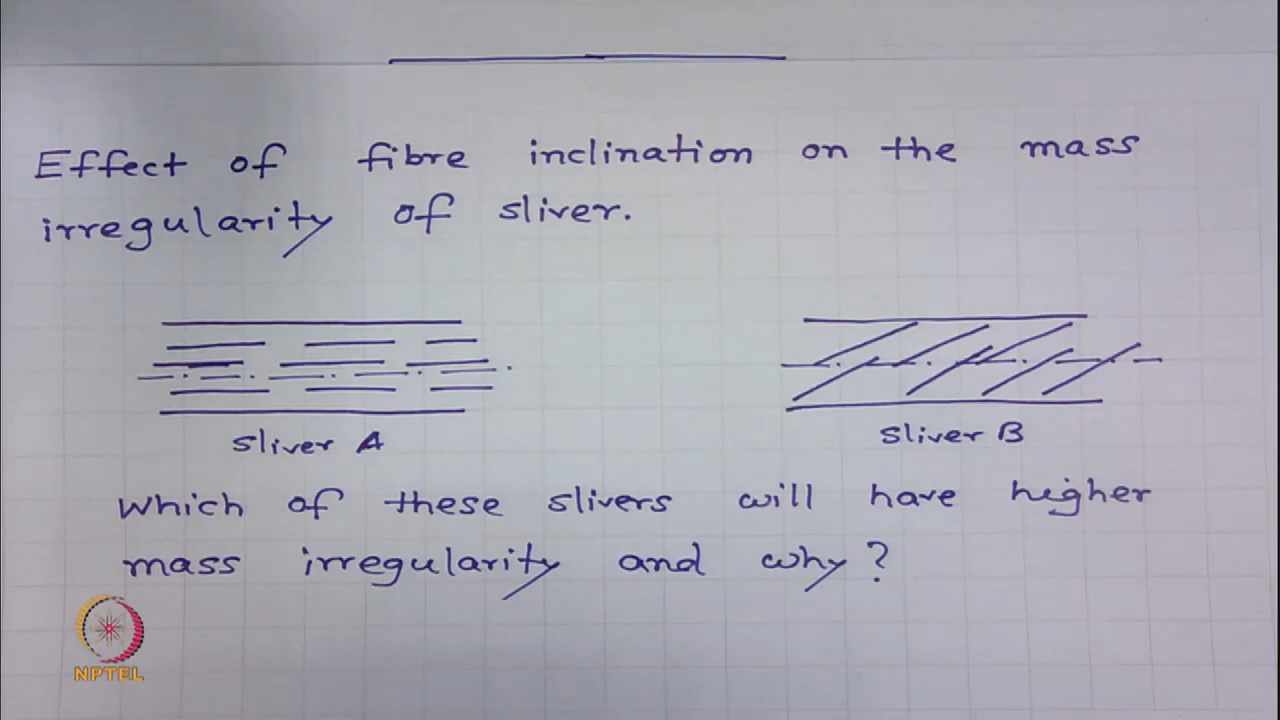 Effect of fibre inclination on the mass
irregularity of sliver.
sliver A
sliver B
Which of these slivers will have higher
mass irregularity and why?
NPTEL